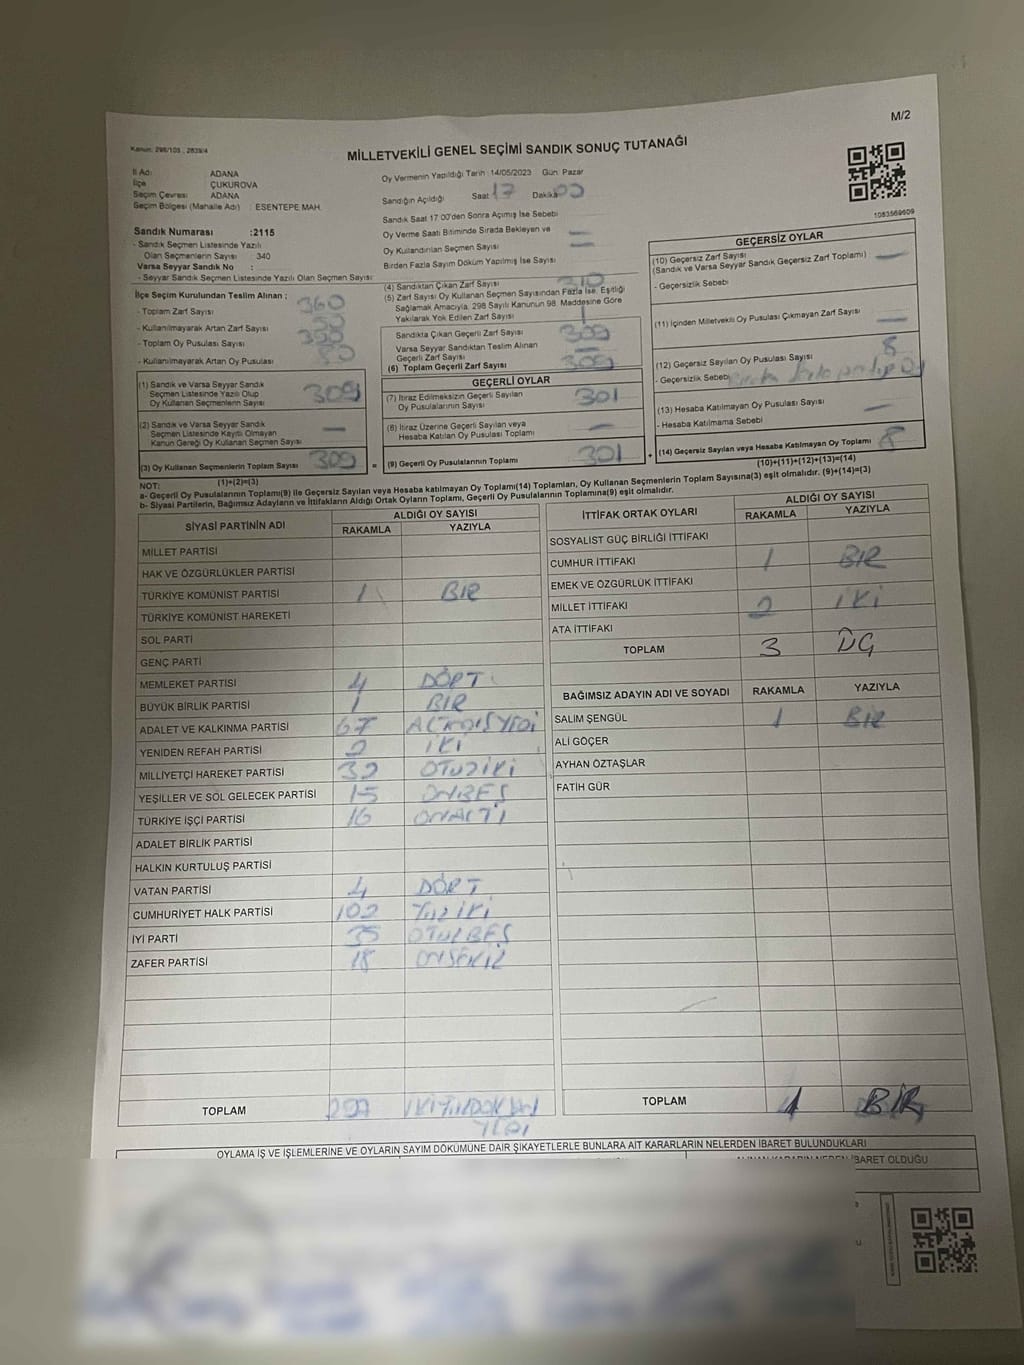 M/2
Kanun: 298/105 , 2839/4
MİLLETVEKİLİ GENEL SEÇİMİ SANDIK SONUÇ TUTANAĞI
İl Adı ADANA
İlçe ÇUKUROVA
Seçim Çevresi ADANA
Seçim Bölgesi (Mahalle Adı) : ESENTEPE MAH.
Oy Vermenin Yapıldığı Tarih : 14/05/2023 Gün: Pazar
Sandığın Açıldığı Saat 17 Dakika 00
Sandık Saat 17:00'den Sonra Açılmış İse Sebebi
Oy Verme Saati Bitiminde Sırada Bekleyen ve
Oy Kullandırılan Seçmen Sayısı
Birden Fazla Sayım Döküm Yapılmış İse Sayısı
1083569609
Sandık Numarası :2115
- Sandık Seçmen Listesinde Yazılı
Olan Seçmenlerin Sayısı 340
Varsa Seyyar Sandık No :
- Seyyar Sandık Seçmen Listesinde Yazılı Olan Seçmen Sayısı:
İlçe Seçim Kurulundan Teslim Alınan ;
- Toplam Zarf Sayısı 360
- Kullanılmayarak Artan Zarf Sayısı
- Toplam Oy Pusulası Sayısı
- Kullanılmayarak Artan Oy Pusulası
(4) Sandıktan Çıkan Zarf Sayısı 310
(5) Zarf Sayısı Oy Kullanan Seçmen Sayısından Fazla İse, Eşitliği
Sağlamak Amacıyla, 298 Sayılı Kanunun 98. Maddesine Göre
Yakılarak Yok Edilen Zarf Sayısı 1
Sandıkta Çıkan Geçerli Zarf Sayısı 309
Varsa Seyyar Sandıktan Teslim Alınan
Geçerli Zarf Sayısı
(6) Toplam Geçerli Zarf Sayısı 309
GEÇERSİZ OYLAR
(10) Geçersiz Zarf Sayısı
(Sandık ve Varsa Seyyar Sandık Geçersiz Zarf Toplamı)
- Geçersizlik Sebebi
(11) İçinden Milletvekili Oy Pusulası Çıkmayan Zarf Sayısı
(12) Geçersiz Sayılan Oy Pusulası Sayısı 8
- Geçersizlik Sebebi
(13) Hesaba Katılmayan Oy Pusulası Sayısı
- Hesaba Katılmama Sebebi
(14) Geçersiz Sayılan veya Hesaba Katılmayan Oy Toplamı 8
(10)+(11)+(12)+(13)=(14)
(1) Sandık ve Varsa Seyyar Sandık
Seçmen Listesinde Yazılı Olup
Oy Kullanan Seçmenlerin Sayısı 309
(2) Sandık ve Varsa Seyyar Sandık
Seçmen Listesinde Kayıtlı Olmayan
Kanun Gereği Oy Kullanan Seçmen Sayısı —
(3) Oy Kullanan Seçmenlerin Toplam Sayısı 309 =
(1)+(2)=(3)
GEÇERLİ OYLAR
(7) İtiraz Edilmeksizin Geçerli Sayılan
Oy Pusulalarının Sayısı 301
(8) İtiraz Üzerine Geçerli Sayılan veya
Hesaba Katılan Oy Pusulası Toplamı —
(9) Geçerli Oy Pusulalarının Toplamı 301 +
NOT:
a- Geçerli Oy Pusulalarının Toplamı(9) ile Geçersiz Sayılan veya Hesaba katılmayan Oy Toplamı(14) Toplamları, Oy Kullanan Seçmenlerin Toplam Sayısına(3) eşit olmalıdır. (9)+(14)=(3)
b- Siyasi Partilerin, Bağımsız Adayların ve İttifakların Aldığı Ortak Oyların Toplamı, Geçerli Oy Pusulalarının Toplamına(9) eşit olmalıdır.
SİYASİ PARTİNİN ADI ALDIĞI OY SAYISI
RAKAMLA YAZIYLA
MİLLET PARTİSİ
HAK VE ÖZGÜRLÜKLER PARTİSİ
TÜRKİYE KOMÜNİST PARTİSİ 1 BİR
TÜRKİYE KOMÜNİST HAREKETİ
SOL PARTİ
GENÇ PARTİ
MEMLEKET PARTİSİ 4 DÖRT
BÜYÜK BİRLİK PARTİSİ 1 BİR
ADALET VE KALKINMA PARTİSİ 67
YENİDEN REFAH PARTİSİ 2 İKİ
MİLLİYETÇİ HAREKET PARTİSİ 32 OTUZİKİ
YEŞİLLER VE SOL GELECEK PARTİSİ 15 ONBEŞ
TÜRKİYE İŞÇİ PARTİSİ 16 ONALTI
ADALET BİRLİK PARTİSİ
HALKIN KURTULUŞ PARTİSİ
VATAN PARTİSİ 4 DÖRT
CUMHURİYET HALK PARTİSİ 102 YÜZ İKİ
İYİ PARTİ 35 OTUZBEŞ
ZAFER PARTİSİ 18 ONSEKİZ
TOPLAM 297
İTTİFAK ORTAK OYLARI ALDIĞI OY SAYISI
RAKAMLA YAZIYLA
SOSYALİST GÜÇ BİRLİĞİ İTTİFAKI
CUMHUR İTTİFAKI 1 BİR
EMEK VE ÖZGÜRLÜK İTTİFAKI
MİLLET İTTİFAKI 2 İKİ
ATA İTTİFAKI
TOPLAM 3 ÜÇ
BAĞIMSIZ ADAYIN ADI VE SOYADI RAKAMLA YAZIYLA
SALİM ŞENGÜL 1 BİR
ALİ GÖÇER
AYHAN ÖZTAŞLAR
FATİH GÜR
TOPLAM 1 BİR
OYLAMA İŞ VE İŞLEMLERİNE VE OYLARIN SAYIM DÖKÜMÜNE DAİR ŞİKAYETLERLE BUNLARA AİT KARARLARIN NELERDEN İBARET BULUNDUKLARI
İBARET OLDUĞU